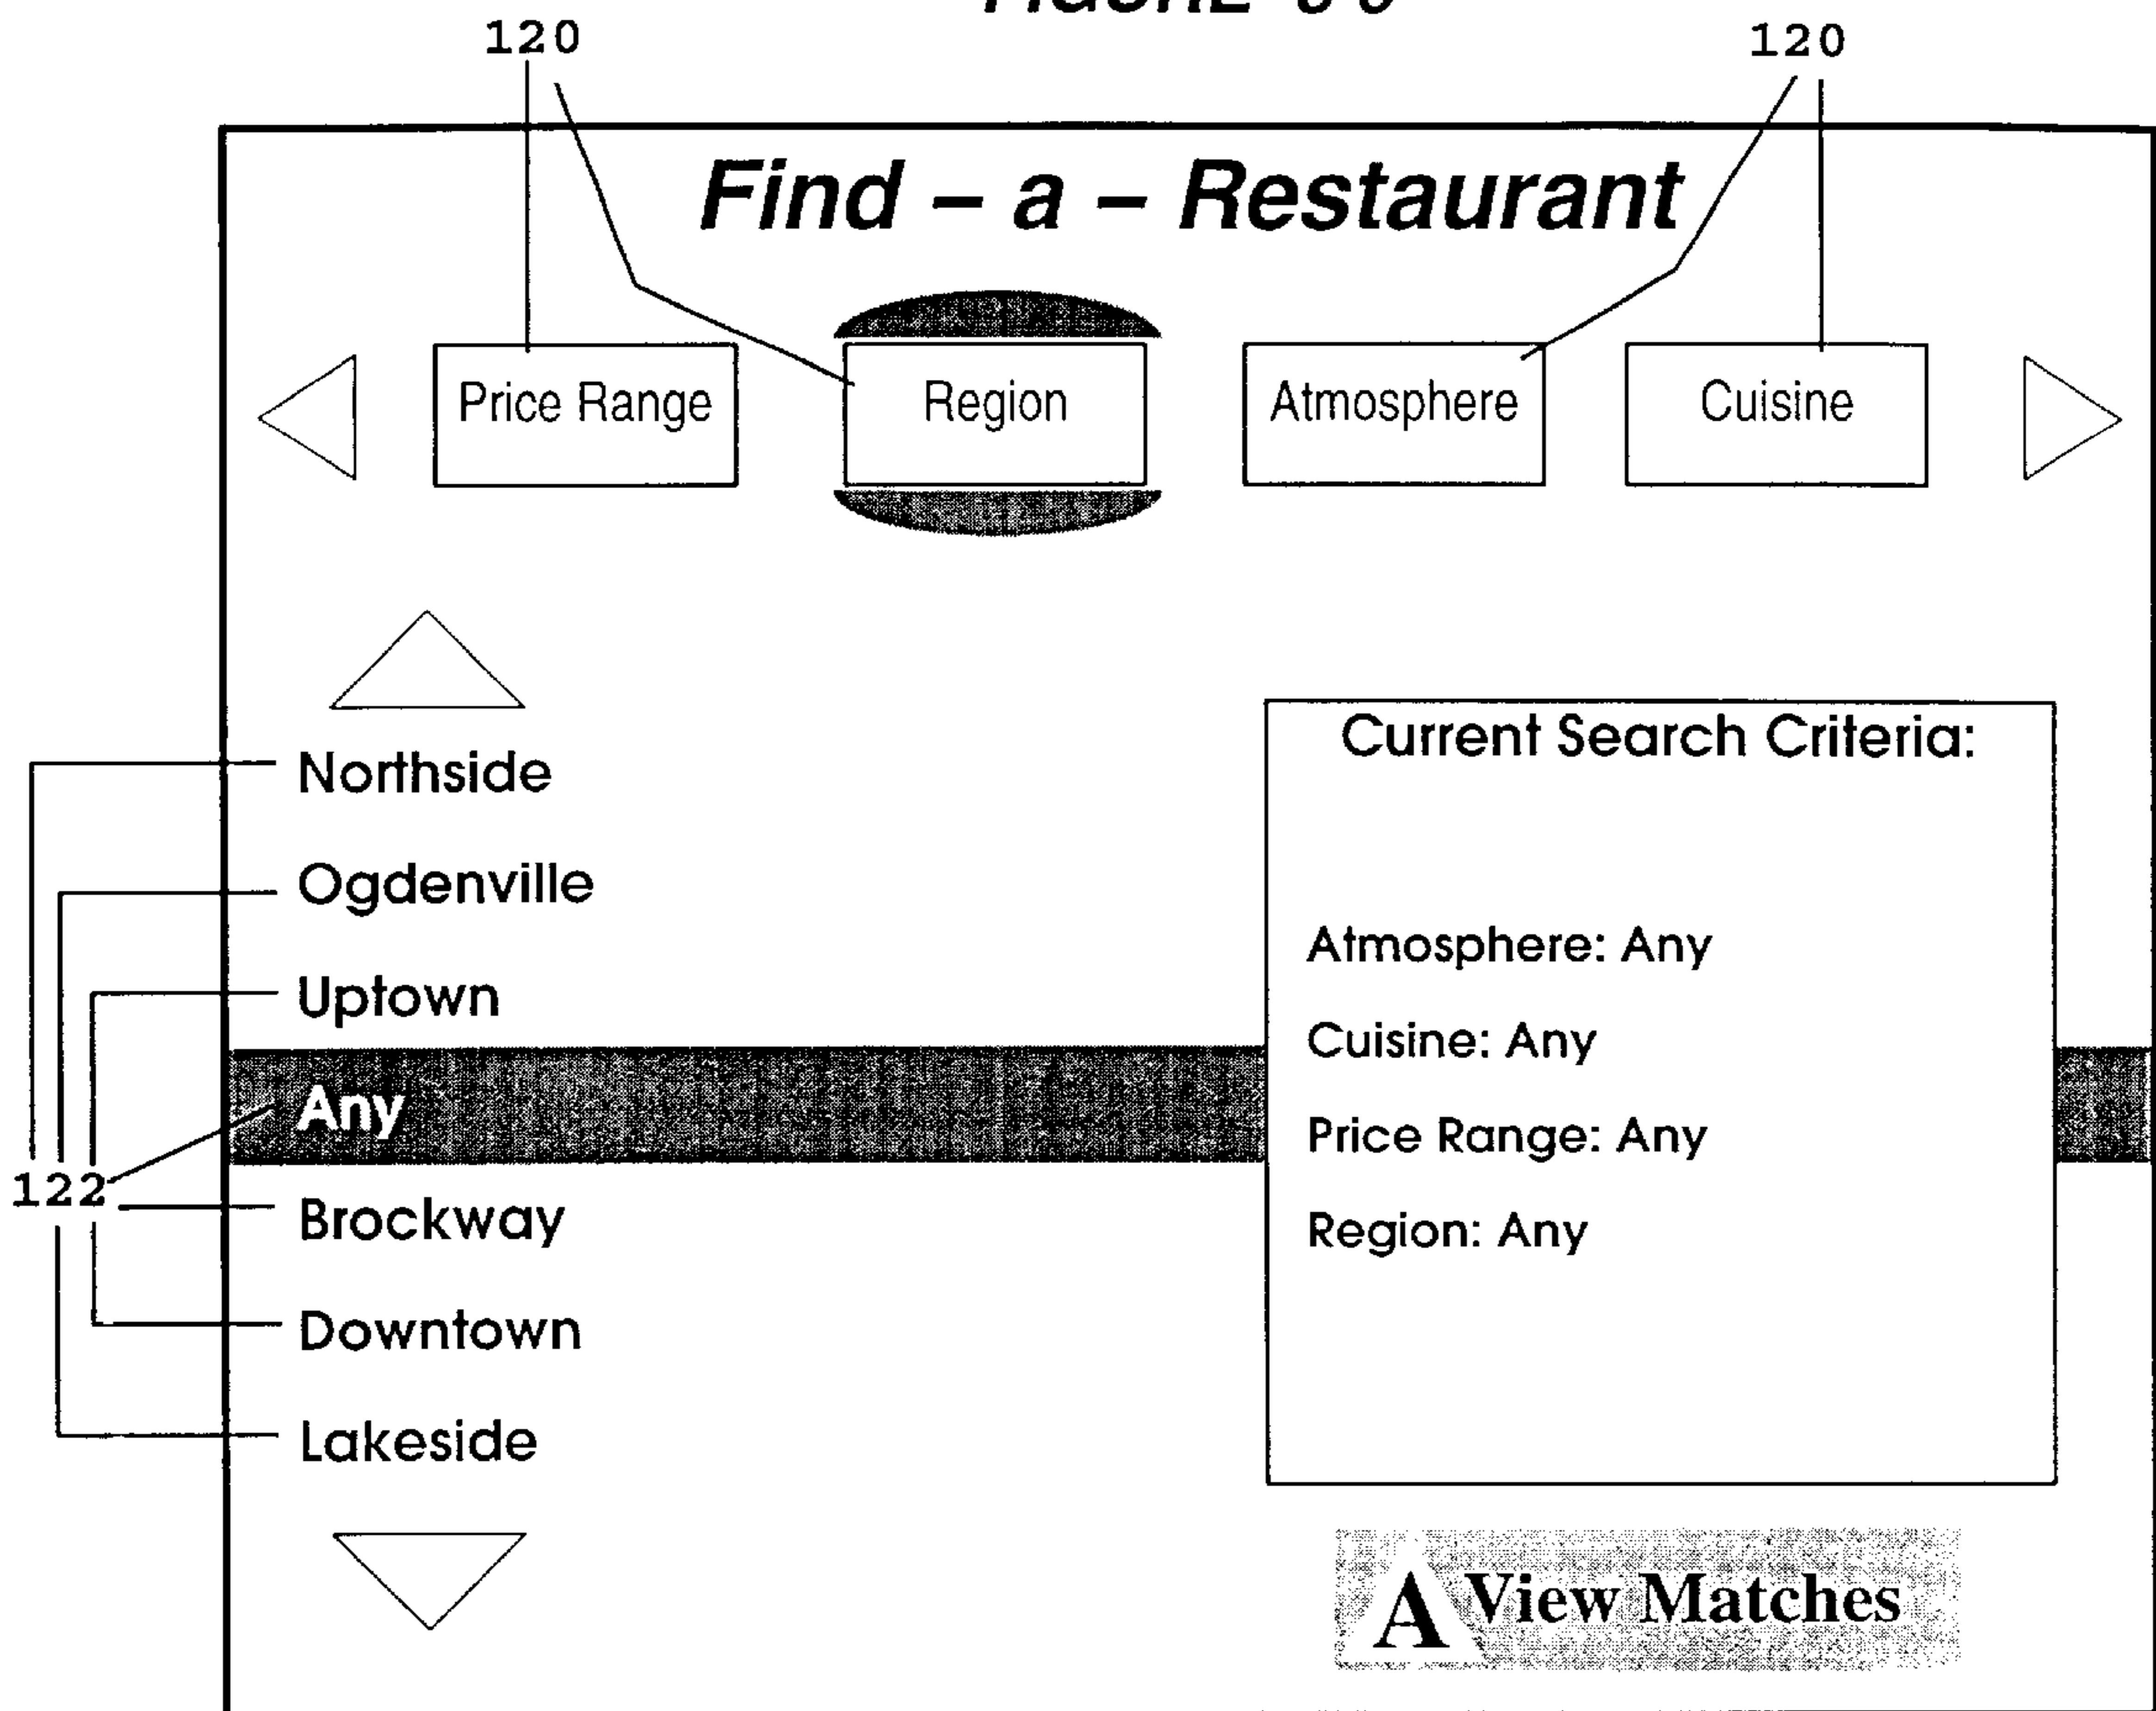 120 120
Find – a – Restaurant
Price Range Region Atmosphere Cuisine
Northside
Ogdenville
Uptown
Any
122
Brockway
Downtown
Lakeside
Current Search Criteria:
Atmosphere: Any
Cuisine: Any
Price Range: Any
Region: Any
A View Matches